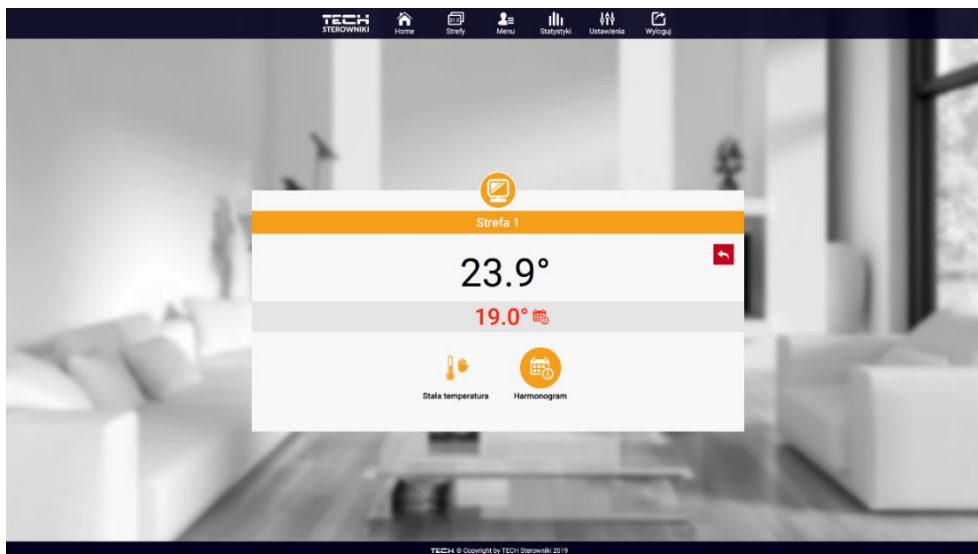 TECH
STEROWNIKI
Home
Strefy
Menu
Statystyki
Ustawienia
Wyloguj
Strefa 1
23.9°
19.0°
Stała temperatura
Harmonogram
TECH © Copyright by TECH Sterowniki 2019